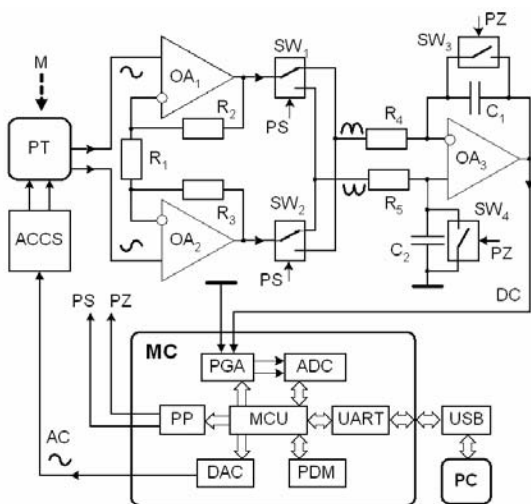 PZ
SW3
M
SW1
OA1
R2
PS
R4
C1
PT
R1
OA3
R3
SW2
R5
SW4
ACCS
OA2
C2
PZ
PS
DC
PS PZ
MC
PGA
ADC
PP
MCU
UART
USB
AC
DAC
PDM
PC